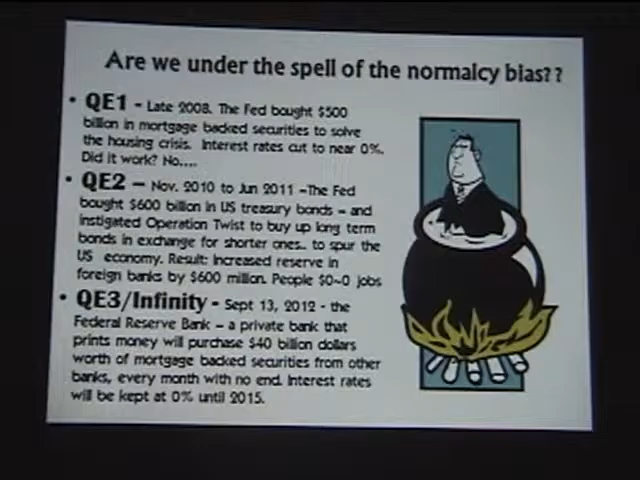 Are we under the spell of the normalcy bias??
• QE1 - Late 2008. The Fed bought $500
billion in mortgage backed securities to solve
the housing crisis. Interest rates cut to near 0%.
Did it work? No....
• QE2 – Nov. 2010 to Jun 2011 –The Fed
bought $600 billion in US treasury bonds – and
instigated Operation Twist to buy up long term
bonds in exchange for shorter ones.. to spur the
US economy. Result: Increased reserve in
foreign banks by $600 million. People $0~0 jobs
• QE3/Infinity - Sept 13, 2012 - the
Federal Reserve Bank – a private bank that
prints money will purchase $40 billion dollars
worth of mortgage backed securities from other
banks, every month with no end. Interest rates
will be kept at 0% until 2015.